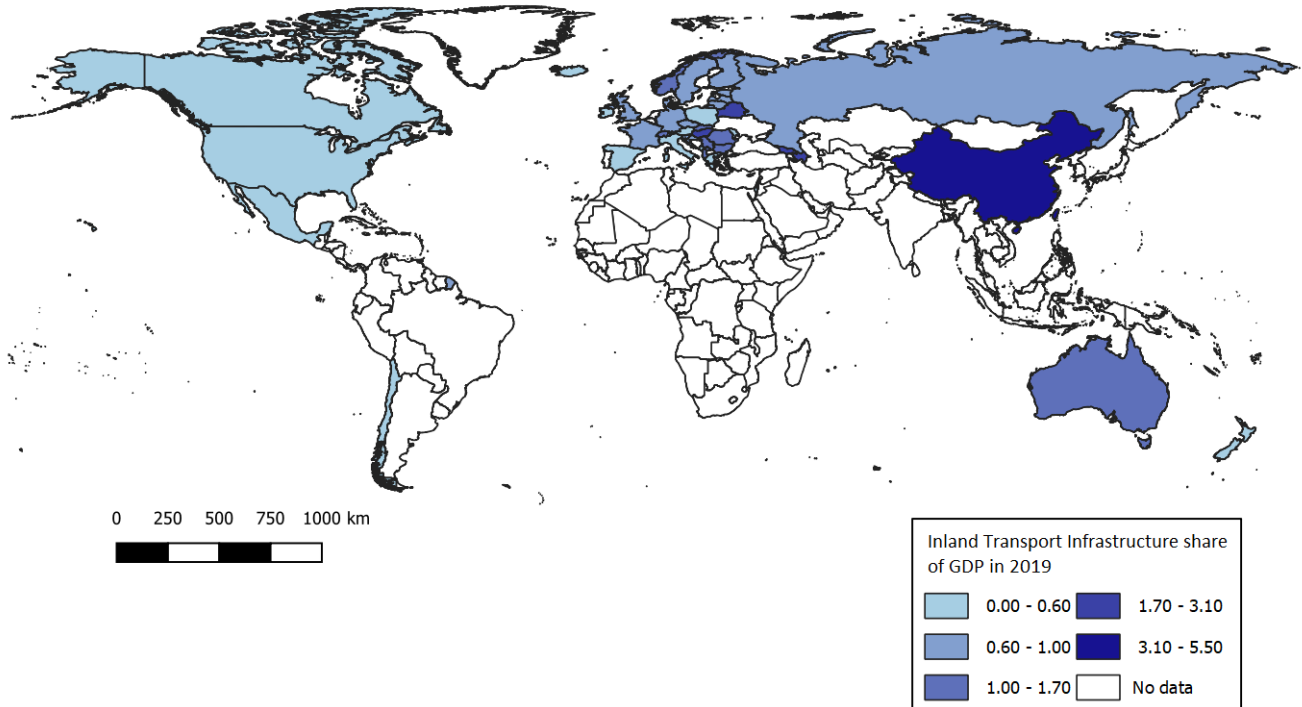 0 250 500 750 1000 km
Inland Transport Infrastructure share
of GDP in 2019
0.00 - 0.60 1.70 - 3.10
0.60 - 1.00 3.10 - 5.50
1.00 - 1.70 No data